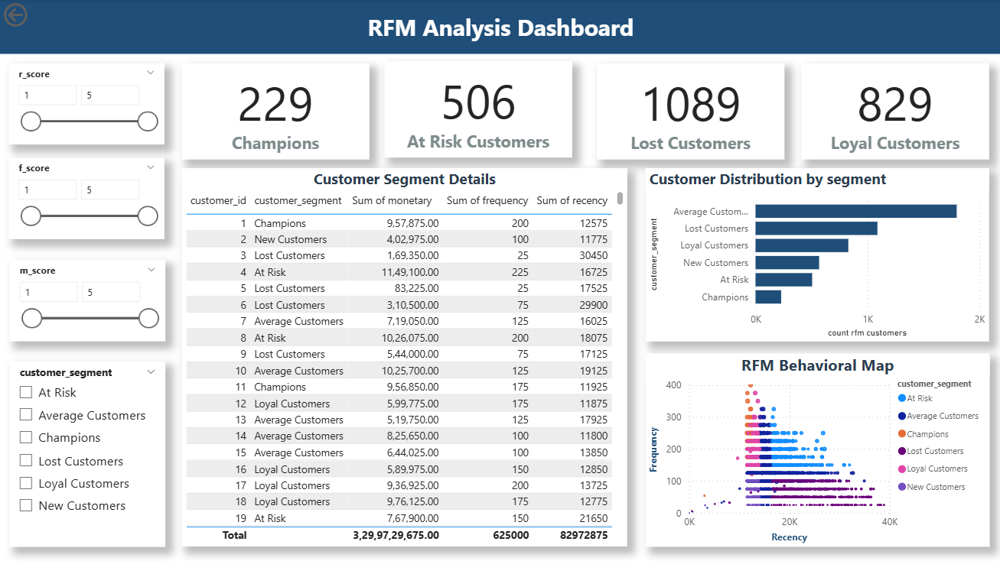 RFM Analysis Dashboard
r_score
1 5
f_score
1 5
m_score
1 5
customer_segment
At Risk
Average Customers
Champions
Lost Customers
Loyal Customers
New Customers
229
Champions
506
At Risk Customers
1089
Lost Customers
829
Loyal Customers
Customer Segment Details
customer_id customer_segment Sum of monetary Sum of frequency Sum of recency
1 Champions 9,57,875.00 200 12575
2 New Customers 4,02,975.00 100 11775
3 Lost Customers 1,69,350.00 25 30450
4 At Risk 11,49,100.00 225 16725
5 Lost Customers 83,225.00 25 17525
6 Lost Customers 3,10,500.00 75 29900
7 Average Customers 7,19,050.00 125 16025
8 At Risk 10,26,075.00 200 18075
9 Lost Customers 5,44,000.00 75 17125
10 Average Customers 10,25,700.00 125 19125
11 Champions 9,56,850.00 175 11925
12 Loyal Customers 5,99,775.00 175 11875
13 Average Customers 5,19,750.00 125 17925
14 Average Customers 8,25,650.00 100 11800
15 Average Customers 6,44,025.00 100 13850
16 Loyal Customers 5,89,975.00 150 12850
17 Loyal Customers 9,36,925.00 200 13725
18 Loyal Customers 9,76,125.00 175 12775
19 At Risk 7,67,900.00 150 21650
Total 3,29,97,29,675.00 625000 82972875
Customer Distribution by segment
customer_segment
Average Custom...
Lost Customers
Loyal Customers
New Customers
At Risk
Champions
0K 1K 2K
count rfm customers
RFM Behavioral Map
Frequency
400
300
200
100
0
0K 20K 40K
Recency
customer_segment
At Risk
Average Customers
Champions
Lost Customers
Loyal Customers
New Customers